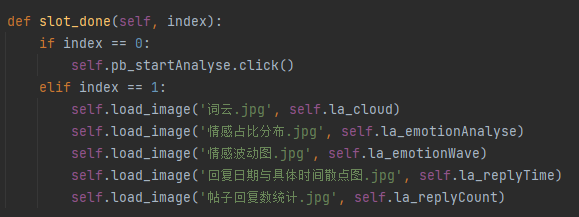 def slot_done(self, index):
    if index == 0:
        self.pb_startAnalyse.click()
    elif index == 1:
        self.load_image('词云.jpg', self.la_cloud)
        self.load_image('情感占比分布.jpg', self.la_emotionAnalyse)
        self.load_image('情感波动图.jpg', self.la_emotionWave)
        self.load_image('回复日期与具体时间散点图.jpg', self.la_replyTime)
        self.load_image('帖子回复数统计.jpg', self.la_replyCount)